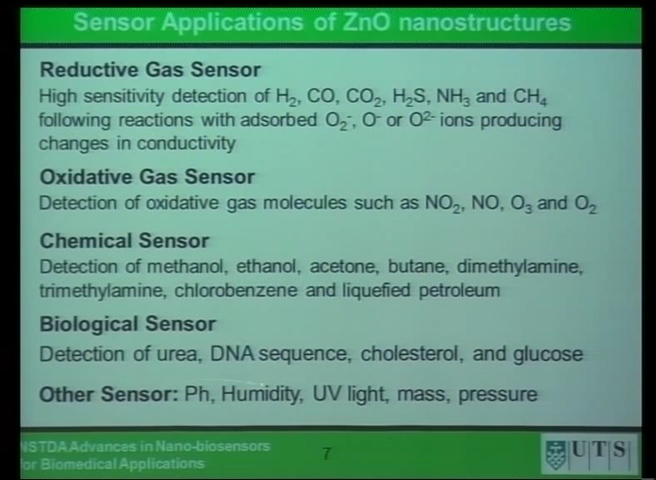 Sensor Applications of ZnO nanostructures
Reductive Gas Sensor
High sensitivity detection of H₂, CO, CO₂, H₂S, NH₃ and CH₄
following reactions with adsorbed O₂⁻, O⁻ or O²⁻ ions producing
changes in conductivity
Oxidative Gas Sensor
Detection of oxidative gas molecules such as NO₂, NO, O₃ and O₂
Chemical Sensor
Detection of methanol, ethanol, acetone, butane, dimethylamine,
trimethylamine, chlorobenzene and liquefied petroleum
Biological Sensor
Detection of urea, DNA sequence, cholesterol, and glucose
Other Sensor: Ph, Humidity, UV light, mass, pressure
NSTDA Advances in Nano-biosensors
for Biomedical Applications
7
UTS